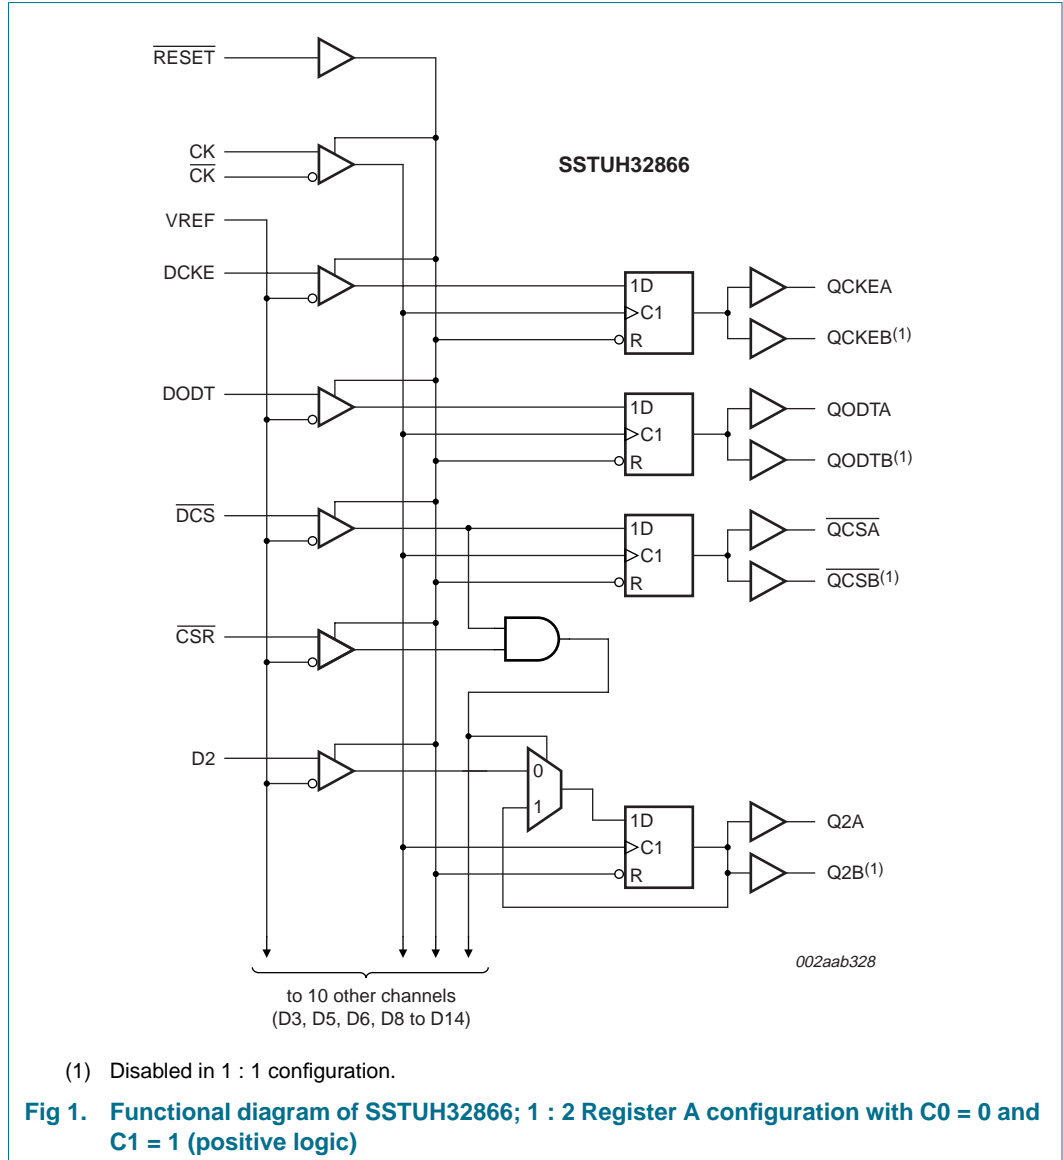 RESET
CK
CK
SSTUH32866
VREF
DCKE
1D
C1
R
QCKEA
QCKEB(1)
DODT
1D
C1
R
QODTA
QODTB(1)
DCS
1D
C1
R
QCSA
QCSB(1)
CSR
D2
0
1
1D
C1
R
Q2A
Q2B(1)
002aab328
to 10 other channels
(D3, D5, D6, D8 to D14)
(1) Disabled in 1 : 1 configuration.
Fig 1. Functional diagram of SSTUH32866; 1 : 2 Register A configuration with C0 = 0 and
C1 = 1 (positive logic)